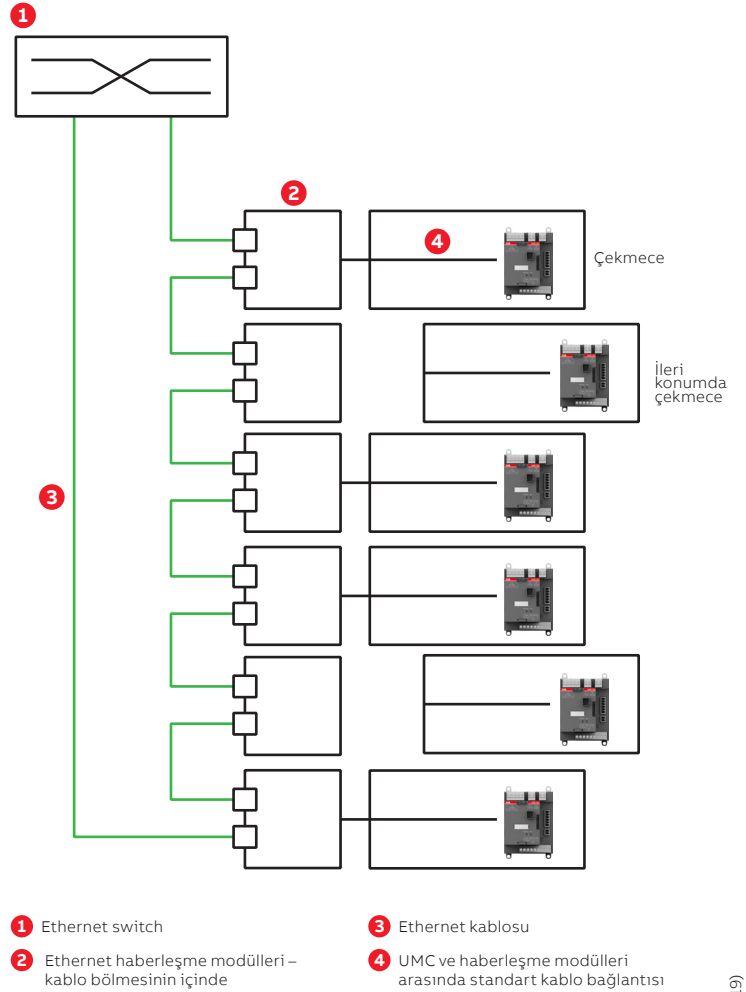 1
2
4
Çekmece
İleri
konumda
çekmece
3
1 Ethernet switch
2 Ethernet haberleşme modülleri –
kablo bölmesinin içinde
3 Ethernet kablosu
4 UMC ve haberleşme modülleri
arasında standart kablo bağlantısı